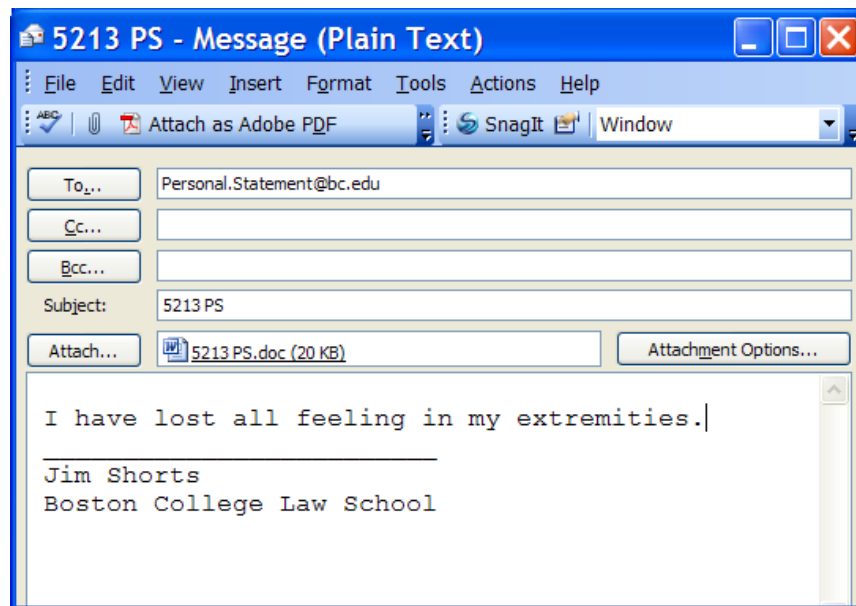 5213 PS - Message (Plain Text)
File Edit View Insert Format Tools Actions Help
ABC Attach as Adobe PDF SnagIt Window
To... Personal.Statement@bc.edu
Cc...
Bcc...
Subject: 5213 PS
Attach... 5213 PS.doc (20 KB) Attachment Options...
I have lost all feeling in my extremities.
Jim Shorts
Boston College Law School